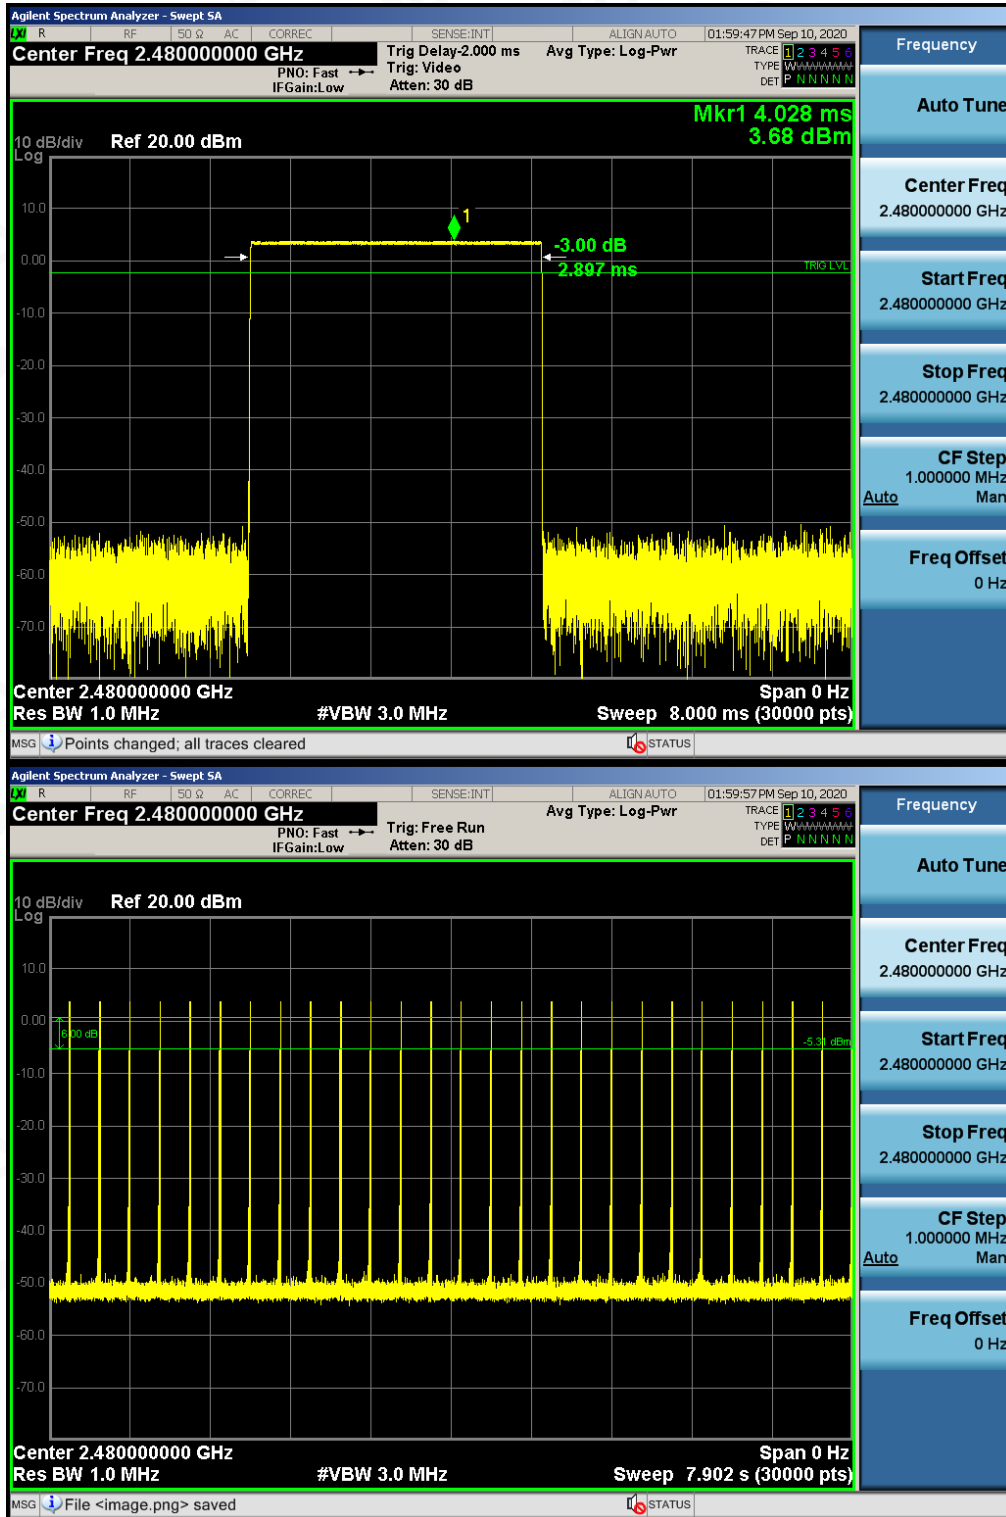 Agilent Spectrum Analyzer - Swept SA
LXI R RF 50 Ω AC CORREC SENSE:INT ALIGN AUTO 01:59:47 PM Sep 10, 2020
Center Freq 2.480000000 GHz
PNO: Fast
IFGain:Low
Trig Delay-2.000 ms
Trig: Video
Atten: 30 dB
Avg Type: Log-Pwr
TRACE 1 2 3 4 5 6
TYPE WWWWWW
DET P N N N N N
Mkr1 4.028 ms
3.68 dBm
10 dB/div Ref 20.00 dBm
Log
10.0
0.00
-10.0
-20.0
-30.0
-40.0
-50.0
-60.0
-70.0
1
-3.00 dB
2.897 ms
TRIG LVL
Center 2.480000000 GHz Span 0 Hz
Res BW 1.0 MHz #VBW 3.0 MHz Sweep 8.000 ms (30000 pts)
MSG Points changed; all traces cleared STATUS
Frequency
Auto Tune
Center Freq
2.480000000 GHz
Start Freq
2.480000000 GHz
Stop Freq
2.480000000 GHz
CF Step
1.000000 MHz
Auto Man
Freq Offset
0 Hz
Agilent Spectrum Analyzer - Swept SA
LXI R RF 50 Ω AC CORREC SENSE:INT ALIGN AUTO 01:59:57 PM Sep 10, 2020
Center Freq 2.480000000 GHz
PNO: Fast
IFGain:Low
Trig: Free Run
Atten: 30 dB
Avg Type: Log-Pwr
TRACE 1 2 3 4 5 6
TYPE WWWWWW
DET P N N N N N
10 dB/div Ref 20.00 dBm
Log
10.0
0.00
-10.0
-20.0
-30.0
-40.0
-50.0
-60.0
-70.0
6.00 dB
-5.31 dBm
Center 2.480000000 GHz Span 0 Hz
Res BW 1.0 MHz #VBW 3.0 MHz Sweep 7.902 s (30000 pts)
MSG File <image.png> saved STATUS
Frequency
Auto Tune
Center Freq
2.480000000 GHz
Start Freq
2.480000000 GHz
Stop Freq
2.480000000 GHz
CF Step
1.000000 MHz
Auto Man
Freq Offset
0 Hz